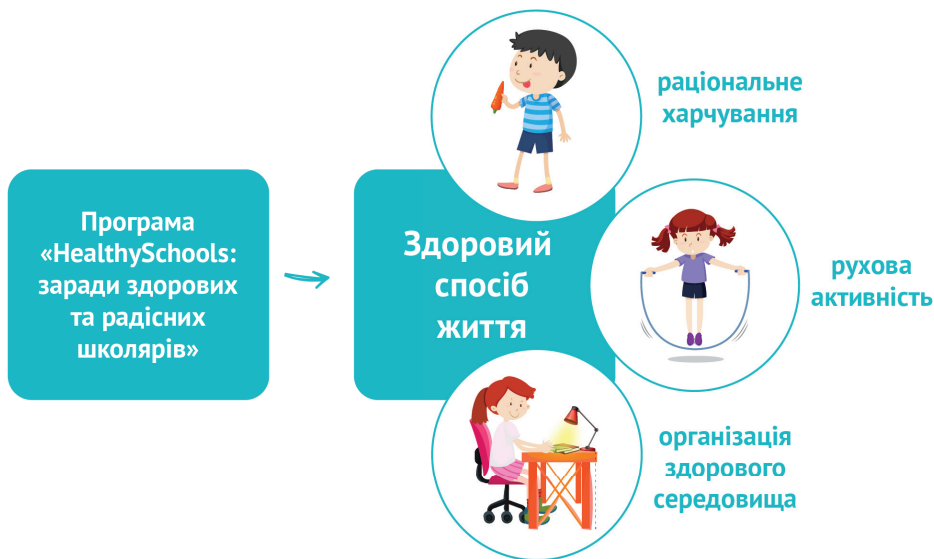 Програма
«HealthySchools:
заради здорових
та радісних
школярів»
Здоровий
спосіб
життя
раціональне
харчування
рухова
активність
організація
здорового
середовища